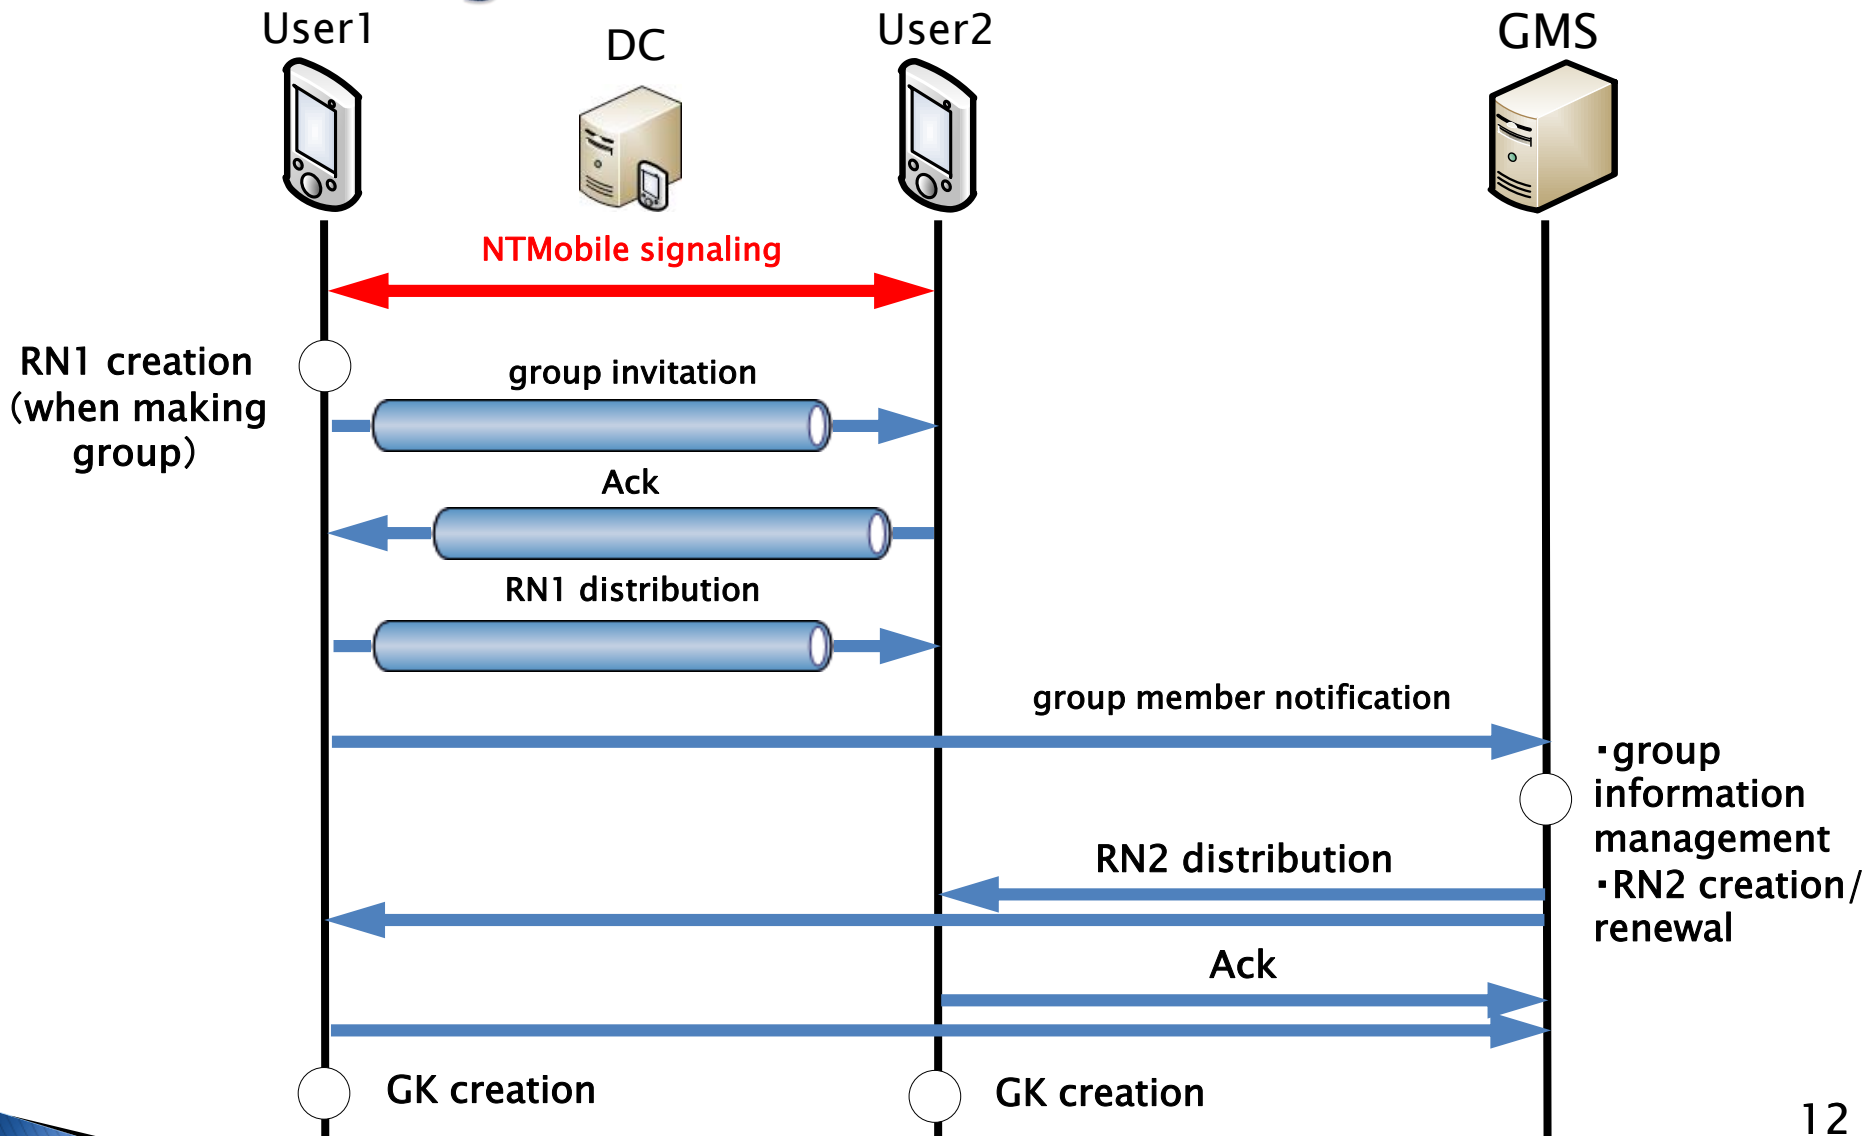 User1
DC
User2
GMS
NTMobile signaling
RN1 creation
(when making
group)
group invitation
Ack
RN1 distribution
group member notification
・group
information
management
・RN2 creation/
renewal
RN2 distribution
Ack
GK creation
GK creation
12